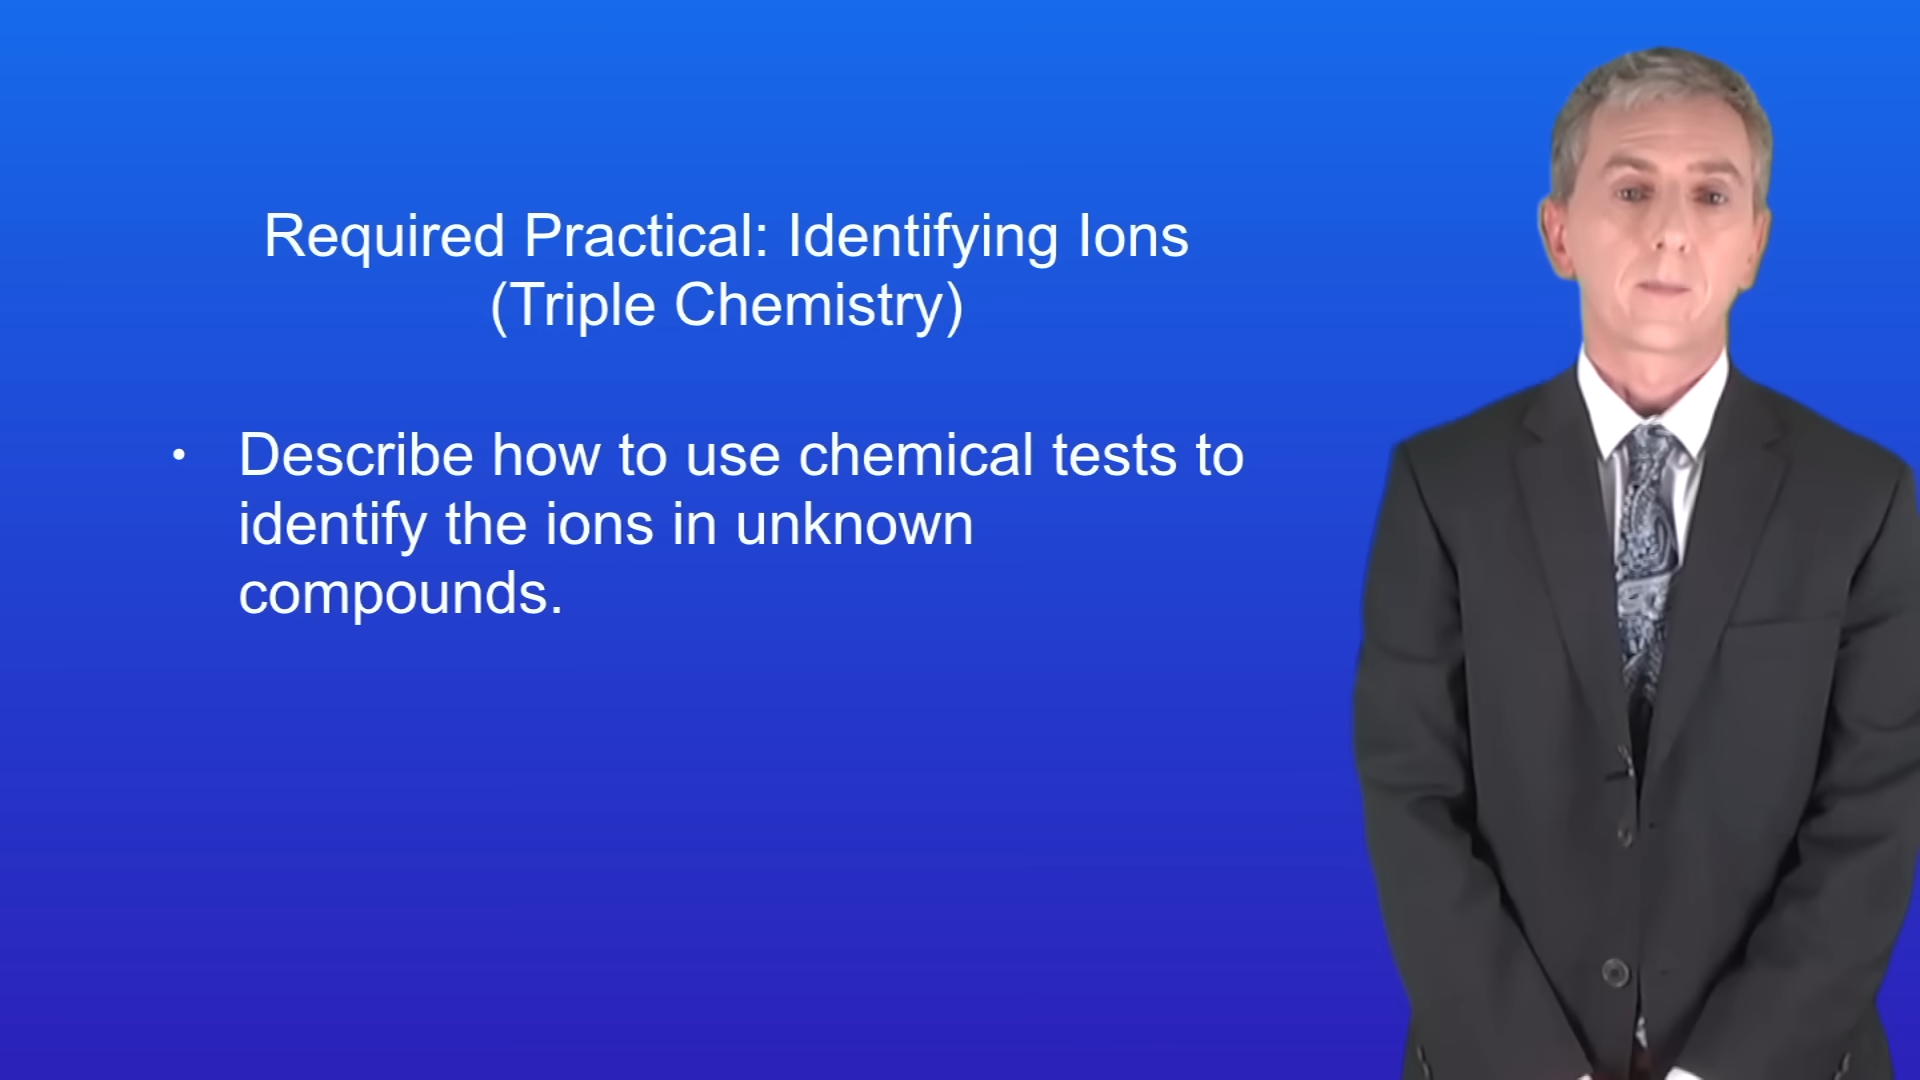 Required Practical: Identifying Ions
(Triple Chemistry)
• Describe how to use chemical tests to
identify the ions in unknown
compounds.